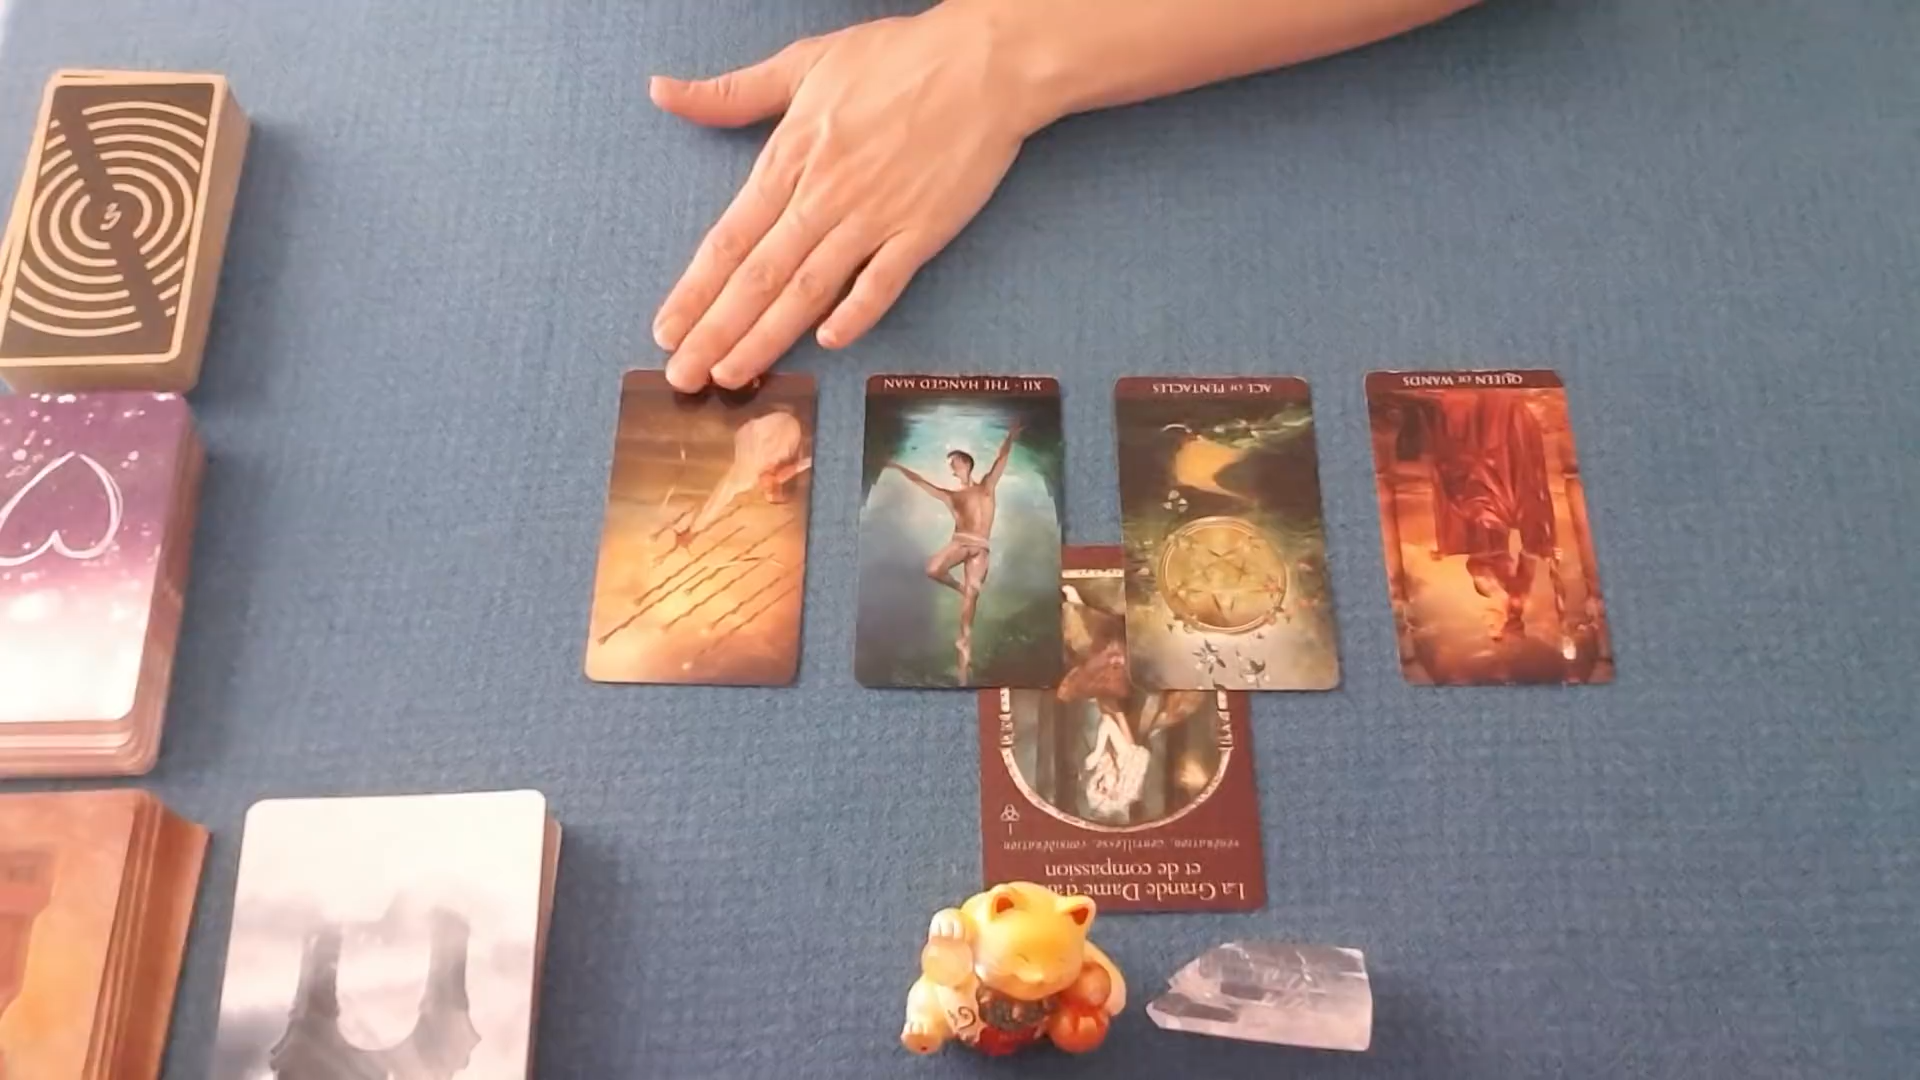 XII - THE HANGED MAN
ACE OF PENTACLES
QUEEN OF WANDS
La Grande Dame
et de compassion
vénération, gentillesse, considération
I